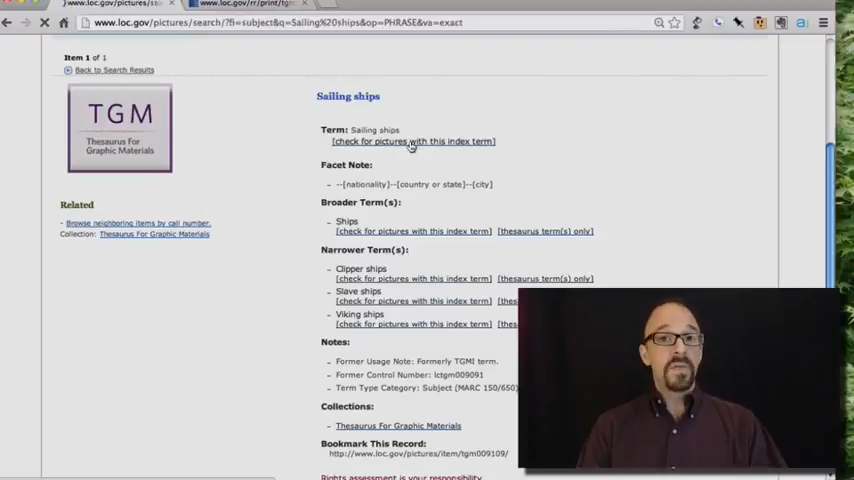 www.loc.gov/pictures/sea
www.loc.gov/rr/print/tgm
www.loc.gov/pictures/search/?fi=subject&q=Sailing%20ships&op=PHRASE&va=exact
Item 1 of 1
Back to Search Results
TGM
Thesaurus For
Graphic Materials
Related
- Browse neighboring items by call number.
Collection: Thesaurus For Graphic Materials
Sailing ships
Term: Sailing ships
[check for pictures with this index term]
Facet Note:
– --[nationality]--[country or state]--[city]
Broader Term(s):
– Ships
[check for pictures with this index term] [thesaurus term(s) only]
Narrower Term(s):
– Clipper ships
[check for pictures with this index term] [thesaurus term(s) only]
– Slave ships
[check for pictures with this index term] [thes
– Viking ships
[check for pictures with this index term] [thes
Notes:
– Former Usage Note: Formerly TGMI term.
– Former Control Number: lctgm009091
– Term Type Category: Subject (MARC 150/650)
Collections:
– Thesaurus For Graphic Materials
Bookmark This Record:
http://www.loc.gov/pictures/item/tgm009109/
Rights assessment is your responsibility.